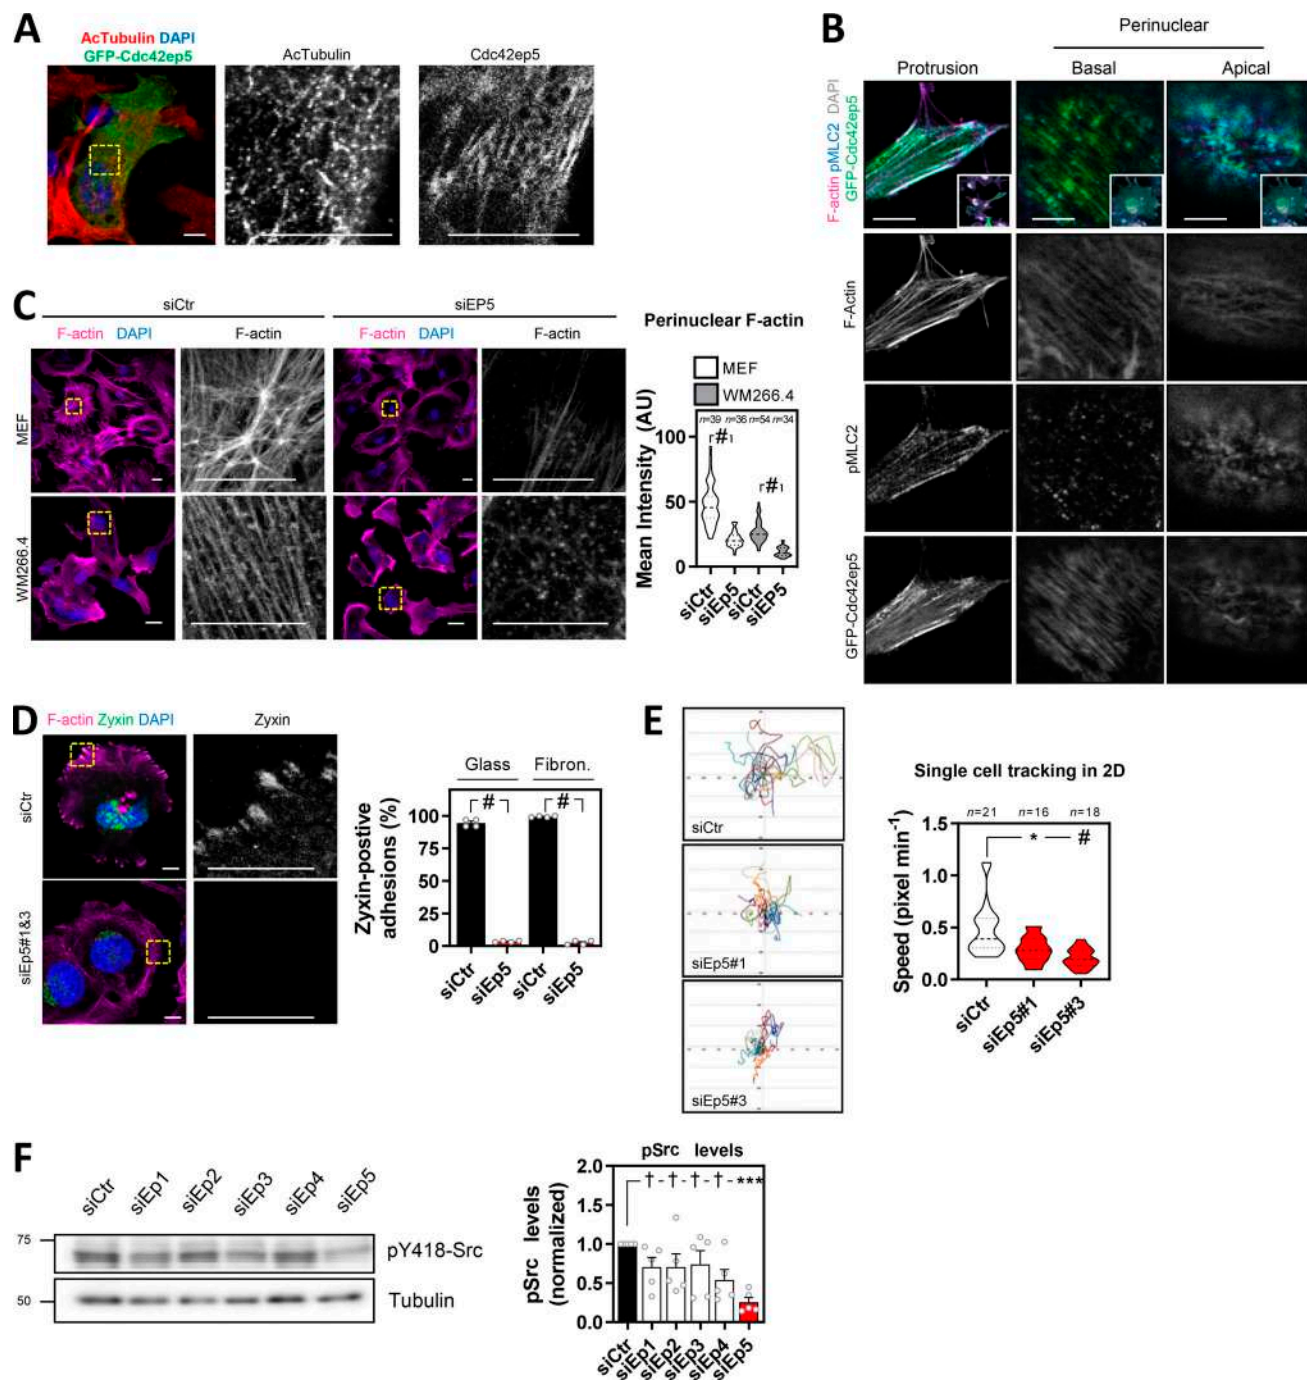 A
AcTubulin DAPI
GFP-Cdc42ep5
AcTubulin
Cdc42ep5
B
Perinuclear
Protrusion
Basal
Apical
F-actin pMLC2 DAPI
GFP-Cdc42ep5
F-Actin
pMLC2
GFP-Cdc42ep5
C
siCtr
siEP5
F-actin DAPI
F-actin
F-actin DAPI
F-actin
MEF
WM266.4
Perinuclear F-actin
MEF
WM266.4
n=39 n=36 n=54 n=34
#
#
Mean Intensity (AU)
100
50
0
siCtr
siEp5
siCtr
siEP5
D
F-actin Zyxin DAPI
Zyxin
siCtr
siEp5#1&3
Glass
Fibron.
#
#
Zyxin-postive
adhesions (%)
100
75
50
25
0
siCtr
siEp5
siCtr
siEp5
E
siCtr
siEp5#1
siEp5#3
Single cell tracking in 2D
n=21 n=16 n=18
* #
Speed (pixel min-1)
1.5
1.0
0.5
0.0
siCtr
siEp5#1
siEp5#3
F
siCtr
siEp1
siEp2
siEp3
siEp4
siEp5
75
pY418-Src
50
Tubulin
pSrc levels
† † † † ***
pSrc levels
(normalized)
2.0
1.5
1.0
0.5
0.0
siCtr
siEp1
siEp2
siEp3
siEp4
siEp5